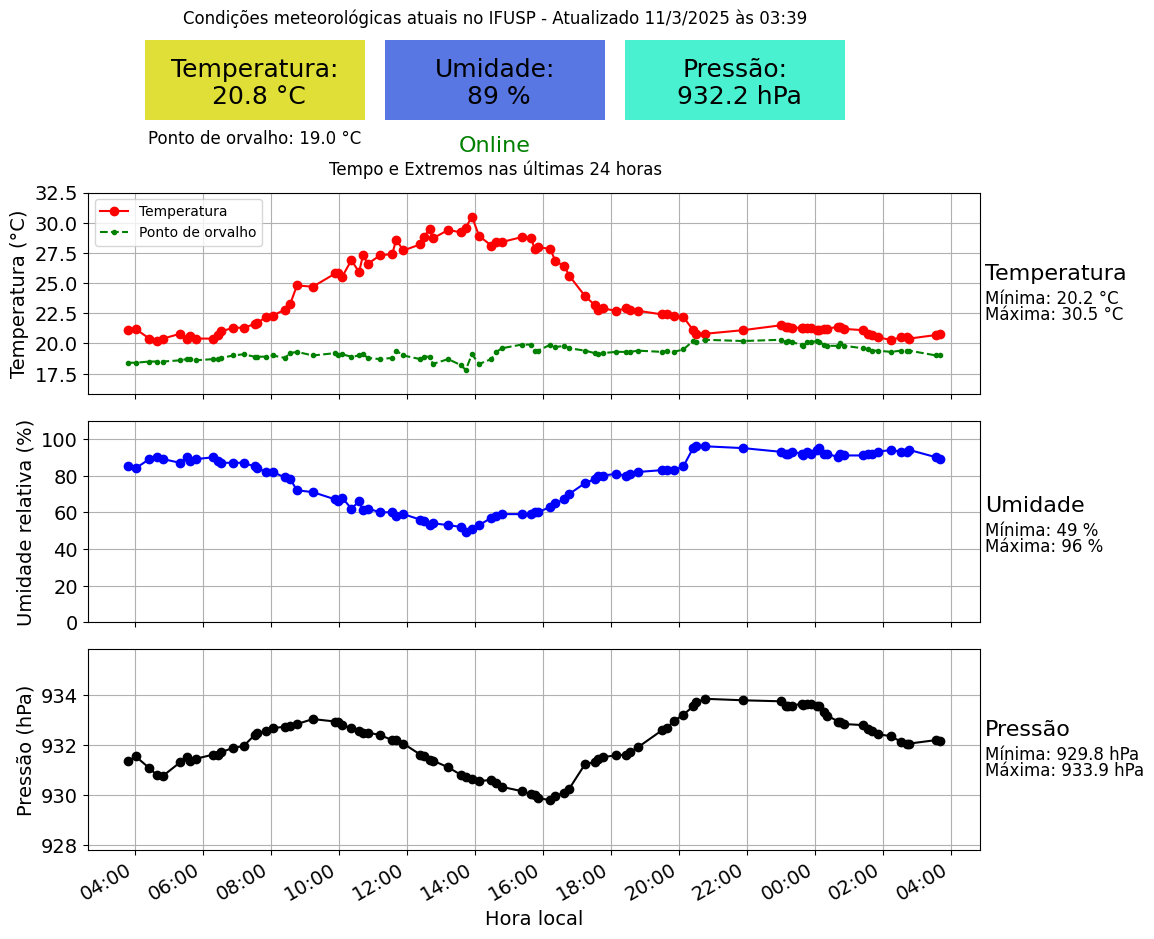 Condições meteorológicas atuais no IFUSP - Atualizado 11/3/2025 às 03:39
Temperatura:
20.8 °C
Umidade:
89 %
Pressão:
932.2 hPa
Ponto de orvalho: 19.0 °C
Online
Tempo e Extremos nas últimas 24 horas
Temperatura (°C)
32.5
30.0
27.5
25.0
22.5
20.0
17.5
Temperatura
Ponto de orvalho
Temperatura
Mínima: 20.2 °C
Máxima: 30.5 °C
Umidade relativa (%)
100
80
60
40
20
0
Umidade
Mínima: 49 %
Máxima: 96 %
Pressão (hPa)
934
932
930
928
Pressão
Mínima: 929.8 hPa
Máxima: 933.9 hPa
04:00
06:00
08:00
10:00
12:00
14:00
16:00
18:00
20:00
22:00
00:00
02:00
04:00
Hora local